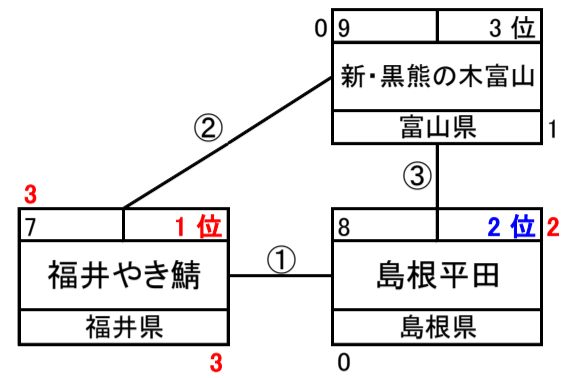 0 9 3 位
新・黒熊の木富山
富山県 1
②
③
3
7 1 位
福井やき鯖
福井県
3
①
8 2 位 2
島根平田
島根県
0